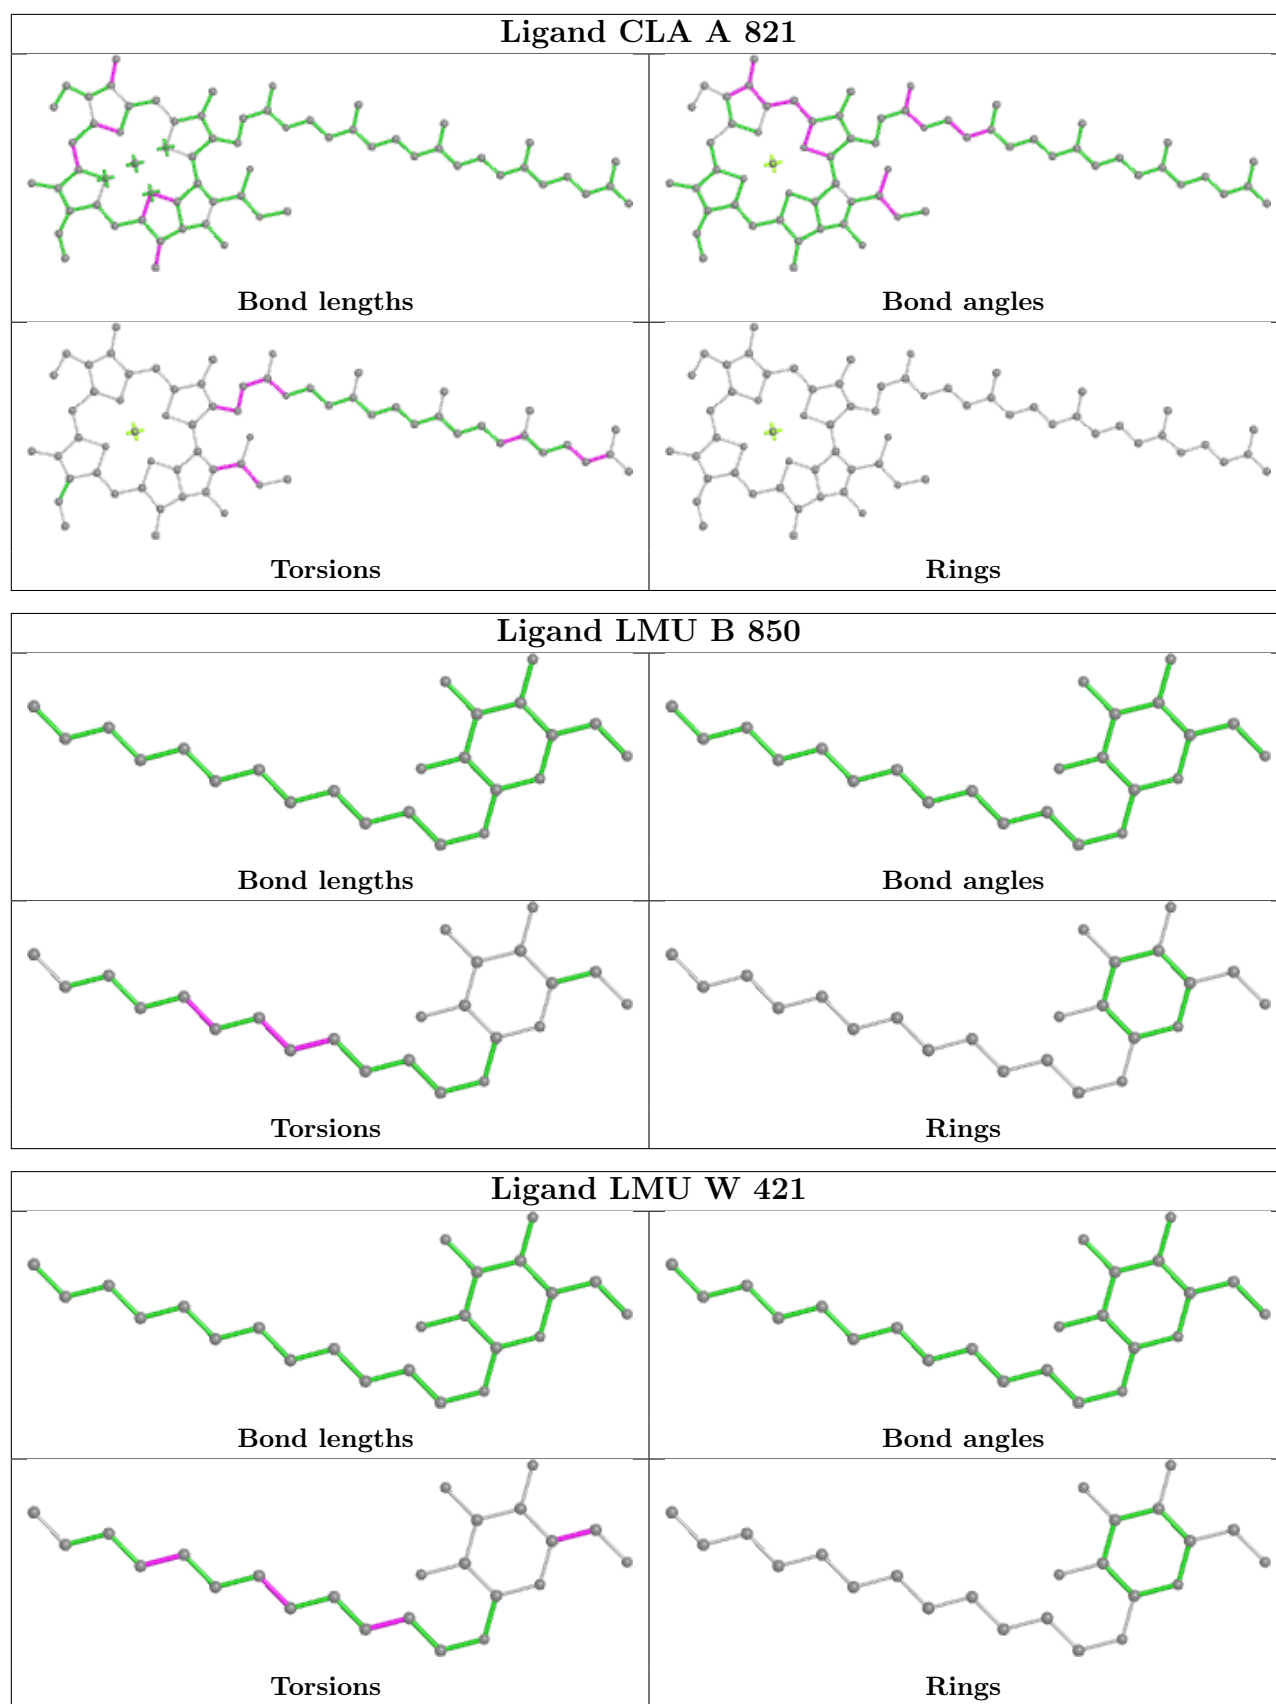 Ligand CLA A 821
Bond lengths
Bond angles
Torsions
Rings
Ligand LMU B 850
Bond lengths
Bond angles
Torsions
Rings
Ligand LMU W 421
Bond lengths
Bond angles
Torsions
Rings